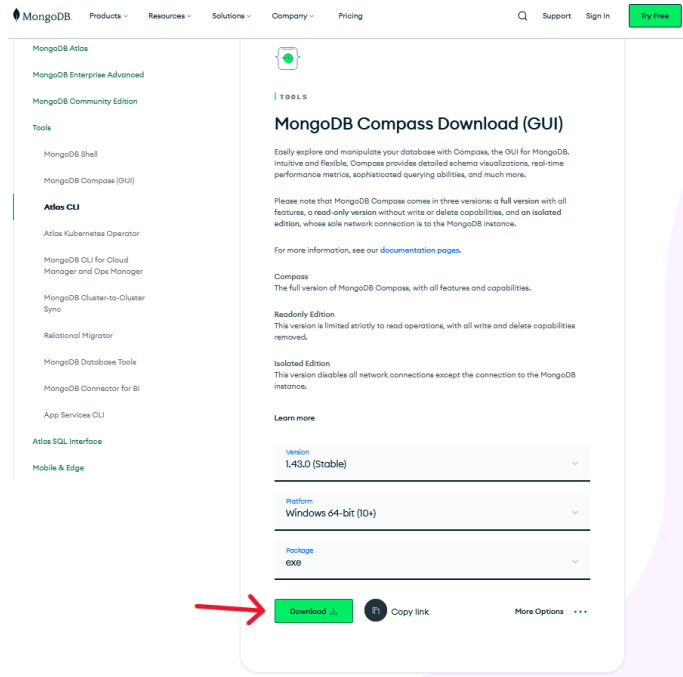 MongoDB. Products Resources Solutions Company Pricing Support Sign In Try Free
MongoDB Atlas
MongoDB Enterprise Advanced
MongoDB Community Edition
Tools
MongoDB Shell
MongoDB Compass (GUI)
Atlas CLI
Atlas Kubernetes Operator
MongoDB CLI for Cloud
Manager and Ops Manager
MongoDB Cluster-to-Cluster
Sync
Relational Migrator
MongoDB Database Tools
MongoDB Connector for BI
App Services CLI
Atlas SQL Interface
Mobile & Edge
TOOLS
MongoDB Compass Download (GUI)
Easily explore and manipulate your database with Compass, the GUI for MongoDB.
Intuitive and flexible, Compass provides detailed schema visualizations, real-time
performance metrics, sophisticated querying abilities, and much more.
Please note that MongoDB Compass comes in three versions: a full version with all
features, a read-only version without write or delete capabilities, and an isolated
edition, whose sole network connection is to the MongoDB instance.
For more information, see our documentation pages.
Compass
The full version of MongoDB Compass, with all features and capabilities.
Readonly Edition
This version is limited strictly to read operations, with all write and delete capabilities
removed.
Isolated Edition
This version disables all network connections except the connection to the MongoDB
instance.
Learn more
Version
1.43.0 (Stable)
Platform
Windows 64-bit (10+)
Package
exe
Download Copy link More Options